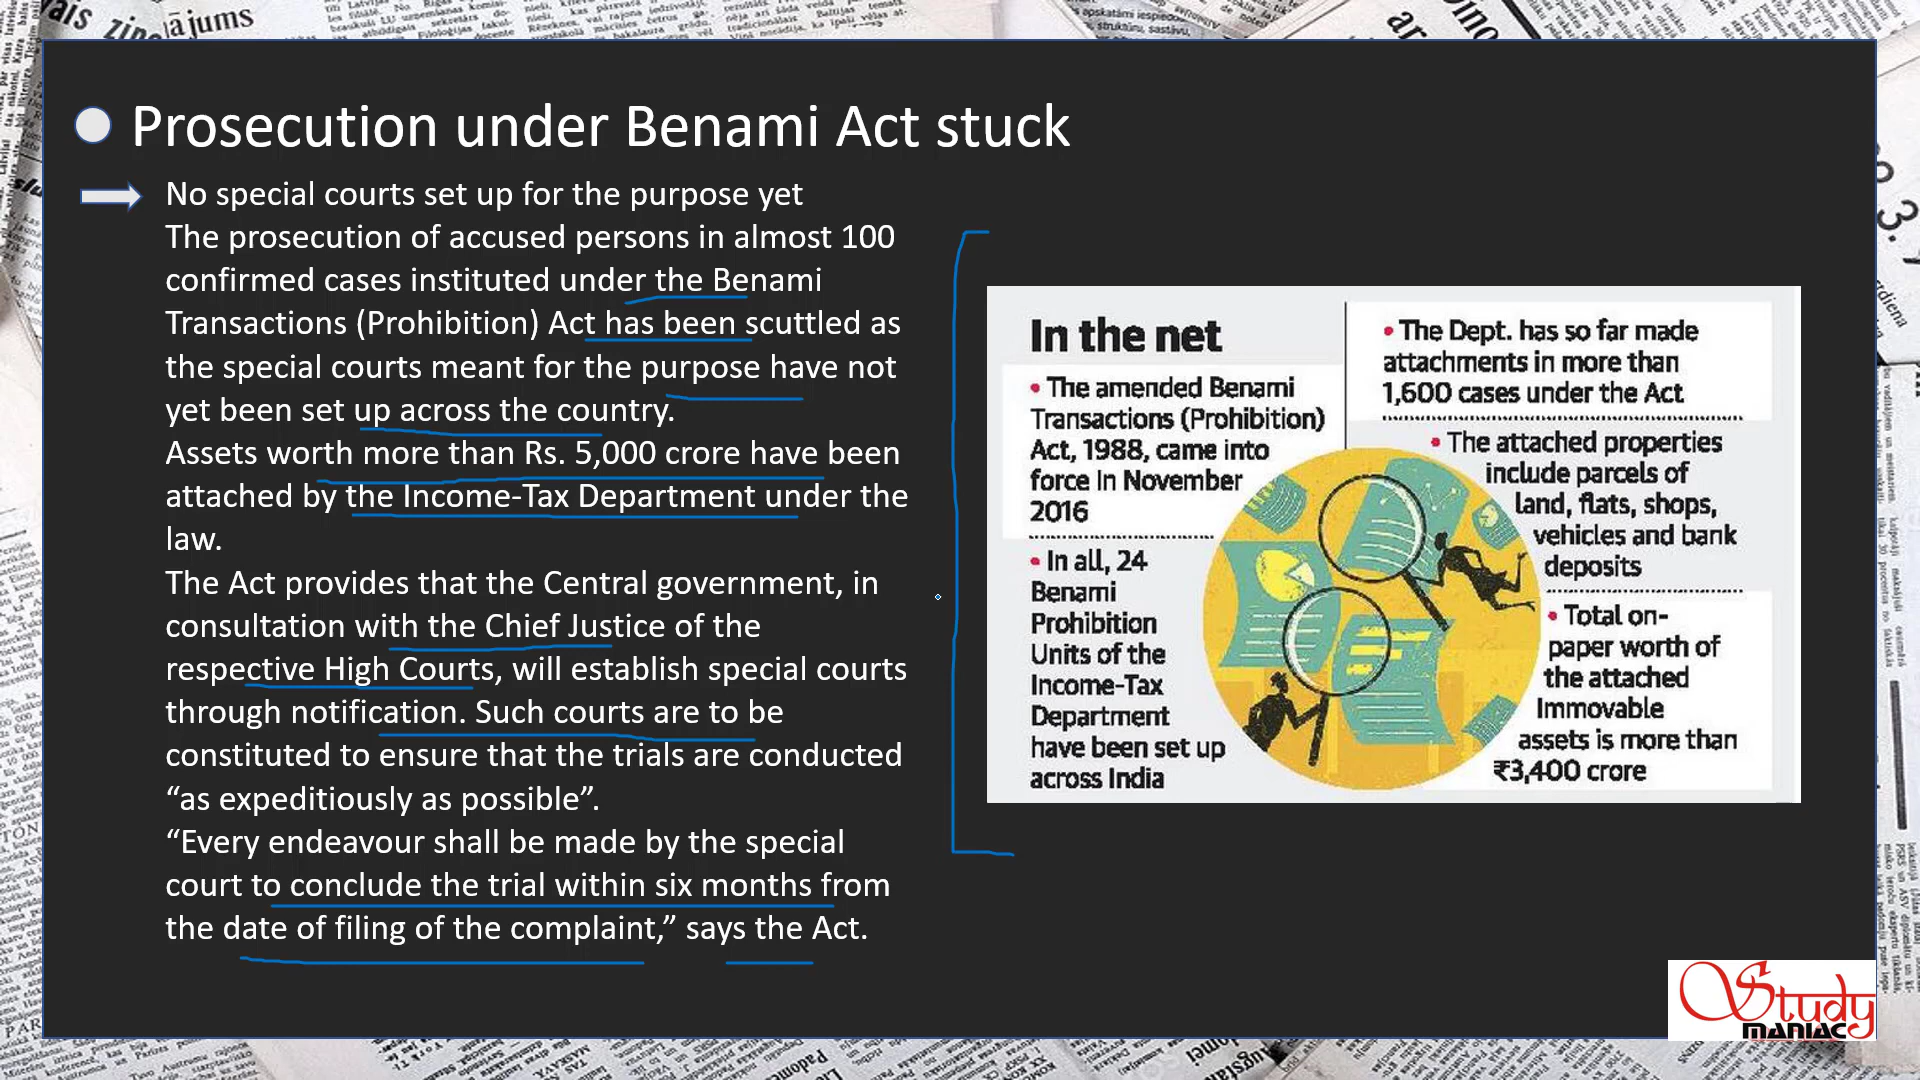 Prosecution under Benami Act stuck
No special courts set up for the purpose yet
The prosecution of accused persons in almost 100
confirmed cases instituted under the Benami
Transactions (Prohibition) Act has been scuttled as
the special courts meant for the purpose have not
yet been set up across the country.
Assets worth more than Rs. 5,000 crore have been
attached by the Income-Tax Department under the
law.
The Act provides that the Central government, in
consultation with the Chief Justice of the
respective High Courts, will establish special courts
through notification. Such courts are to be
constituted to ensure that the trials are conducted
“as expeditiously as possible”.
“Every endeavour shall be made by the special
court to conclude the trial within six months from
the date of filing of the complaint,” says the Act.
In the net
• The amended Benami
Transactions (Prohibition)
Act, 1988, came into
force in November
2016
• In all, 24
Benami
Prohibition
Units of the
Income-Tax
Department
have been set up
across India
• The Dept. has so far made
attachments in more than
1,600 cases under the Act
• The attached properties
include parcels of
land, flats, shops,
vehicles and bank
deposits
• Total on-
paper worth of
the attached
immovable
assets is more than
₹3,400 crore
Study
MANIAC